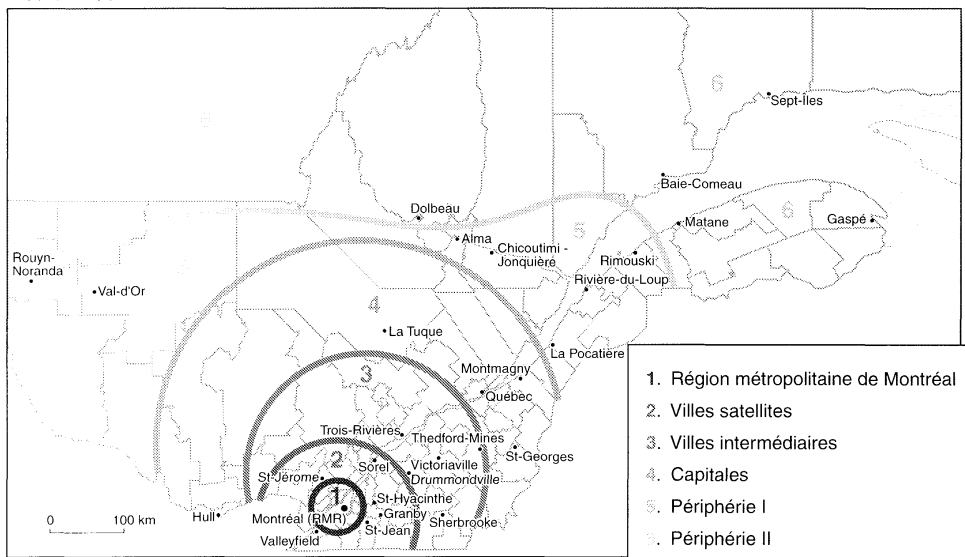 6
6
Sept-Îles
Baie-Comeau
Dolbeau
5
Matane
6
Gaspé
Alma
Chicoutimi -
Jonquière
Rimouski
Rouyn-
Noranda
Val-d'Or
Rivière-du-Loup
4
La Tuque
La Pocatière
3
Montmagny
Québec
Trois-Rivières
Thedford-Mines
2
Sorel
Victoriaville
St-Georges
St-Jérôme
Drummondville
1
St-Hyacinthe
Hull
Montréal (RMR)
Granby
Sherbrooke
St-Jean
Valleyfield
0 100 km
1. Région métropolitaine de Montréal
2. Villes satellites
3. Villes intermédiaires
4. Capitales
5. Périphérie I
6. Périphérie II